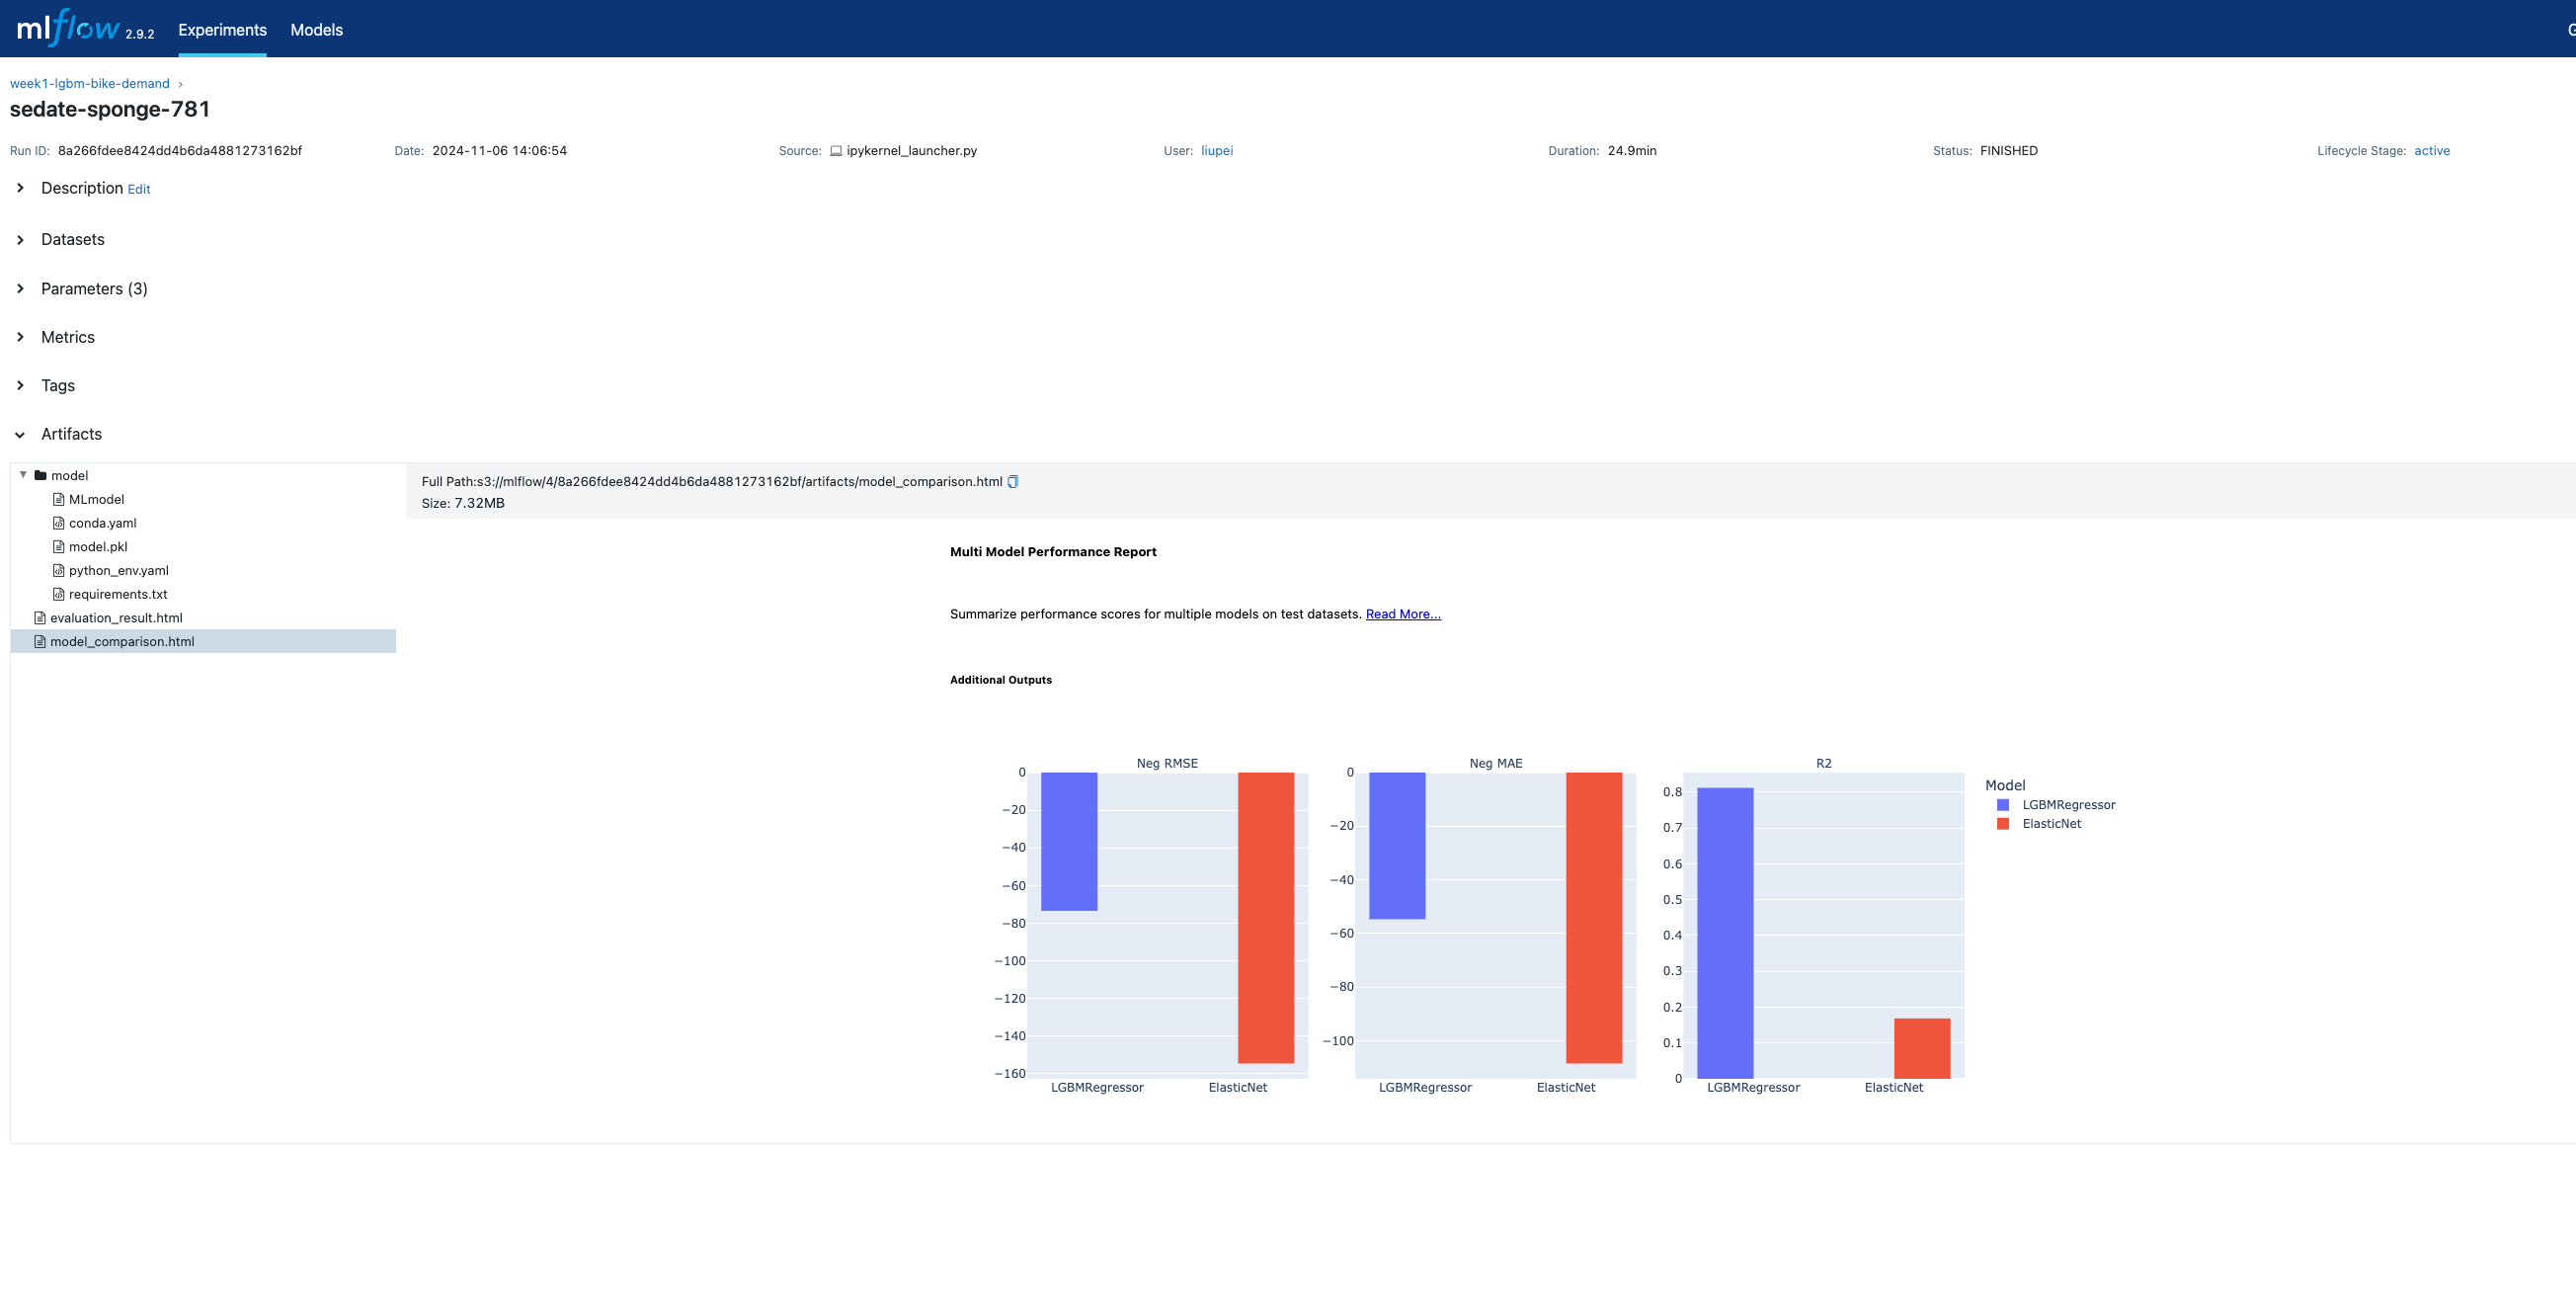 mlflow 2.9.2 Experiments Models
week1-lgbm-bike-demand ›
sedate-sponge-781
Run ID: 8a266fdee8424dd4b6da4881273162bf Date: 2024-11-06 14:06:54 Source: ipykernel_launcher.py User: liupei Duration: 24.9min Status: FINISHED Lifecycle Stage: active
Description Edit
Datasets
Parameters (3)
Metrics
Tags
Artifacts
model
MLmodel
conda.yaml
model.pkl
python_env.yaml
requirements.txt
evaluation_result.html
model_comparison.html
Full Path:s3://mlflow/4/8a266fdee8424dd4b6da4881273162bf/artifacts/model_comparison.html
Size: 7.32MB
Multi Model Performance Report
Summarize performance scores for multiple models on test datasets. Read More...
Additional Outputs
Neg RMSE
0
−20
−40
−60
−80
−100
−120
−140
−160
LGBMRegressor ElasticNet
Neg MAE
0
−20
−40
−60
−80
−100
LGBMRegressor ElasticNet
R2
0.8
0.7
0.6
0.5
0.4
0.3
0.2
0.1
0
LGBMRegressor ElasticNet
Model
LGBMRegressor
ElasticNet